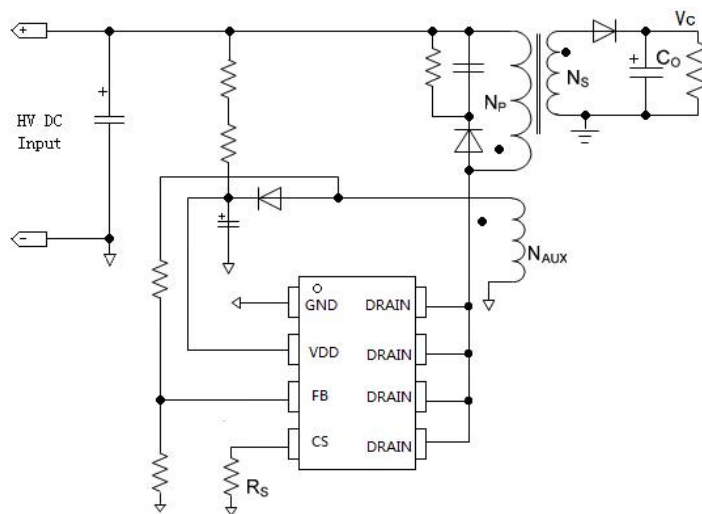 +
Vc
+
+ Co
NP
NS
HV DC
Input
-
+
NAUX
GND
DRAIN
VDD
DRAIN
FB
DRAIN
CS
DRAIN
RS